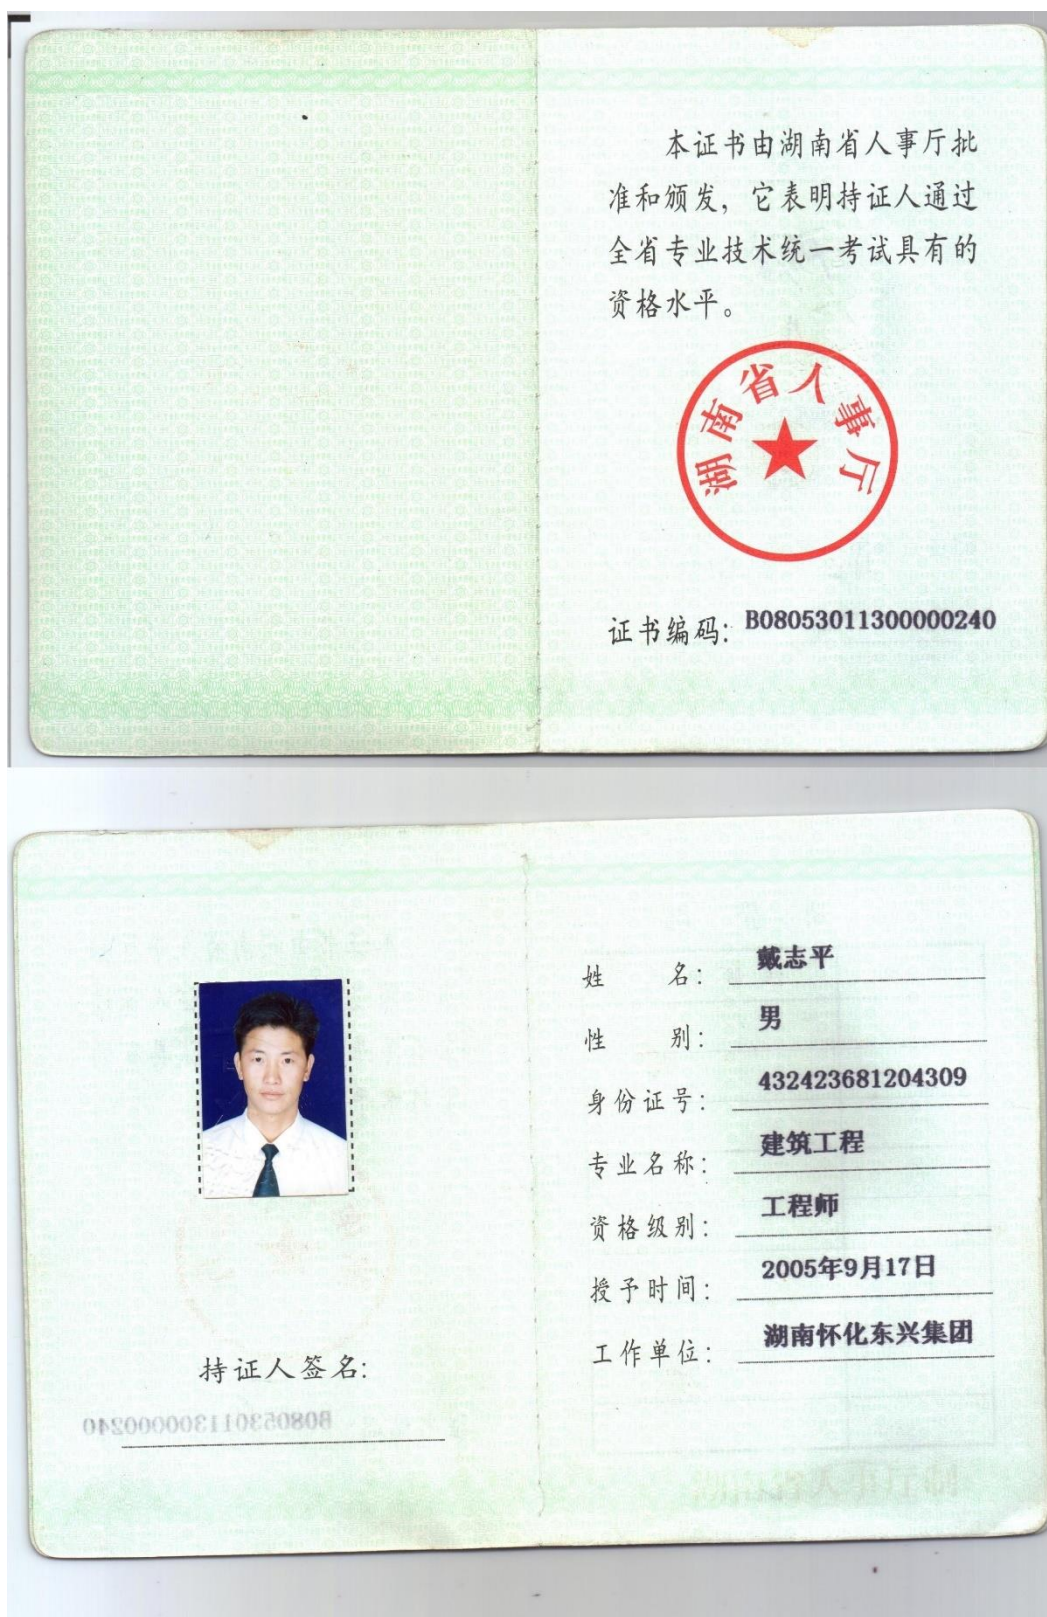 本证书由湖南省人事厅批
准和颁发，它表明持证人通过
全省专业技术统一考试具有的
资格水平。
湖南省人事厅
证书编码：B08053011300000240
姓 名：戴志平
性 别：男
身份证号：432423681204309
专业名称：建筑工程
资格级别：工程师
授予时间：2005年9月17日
工作单位：湖南怀化东兴集团
持证人签名：
B08053011300000240